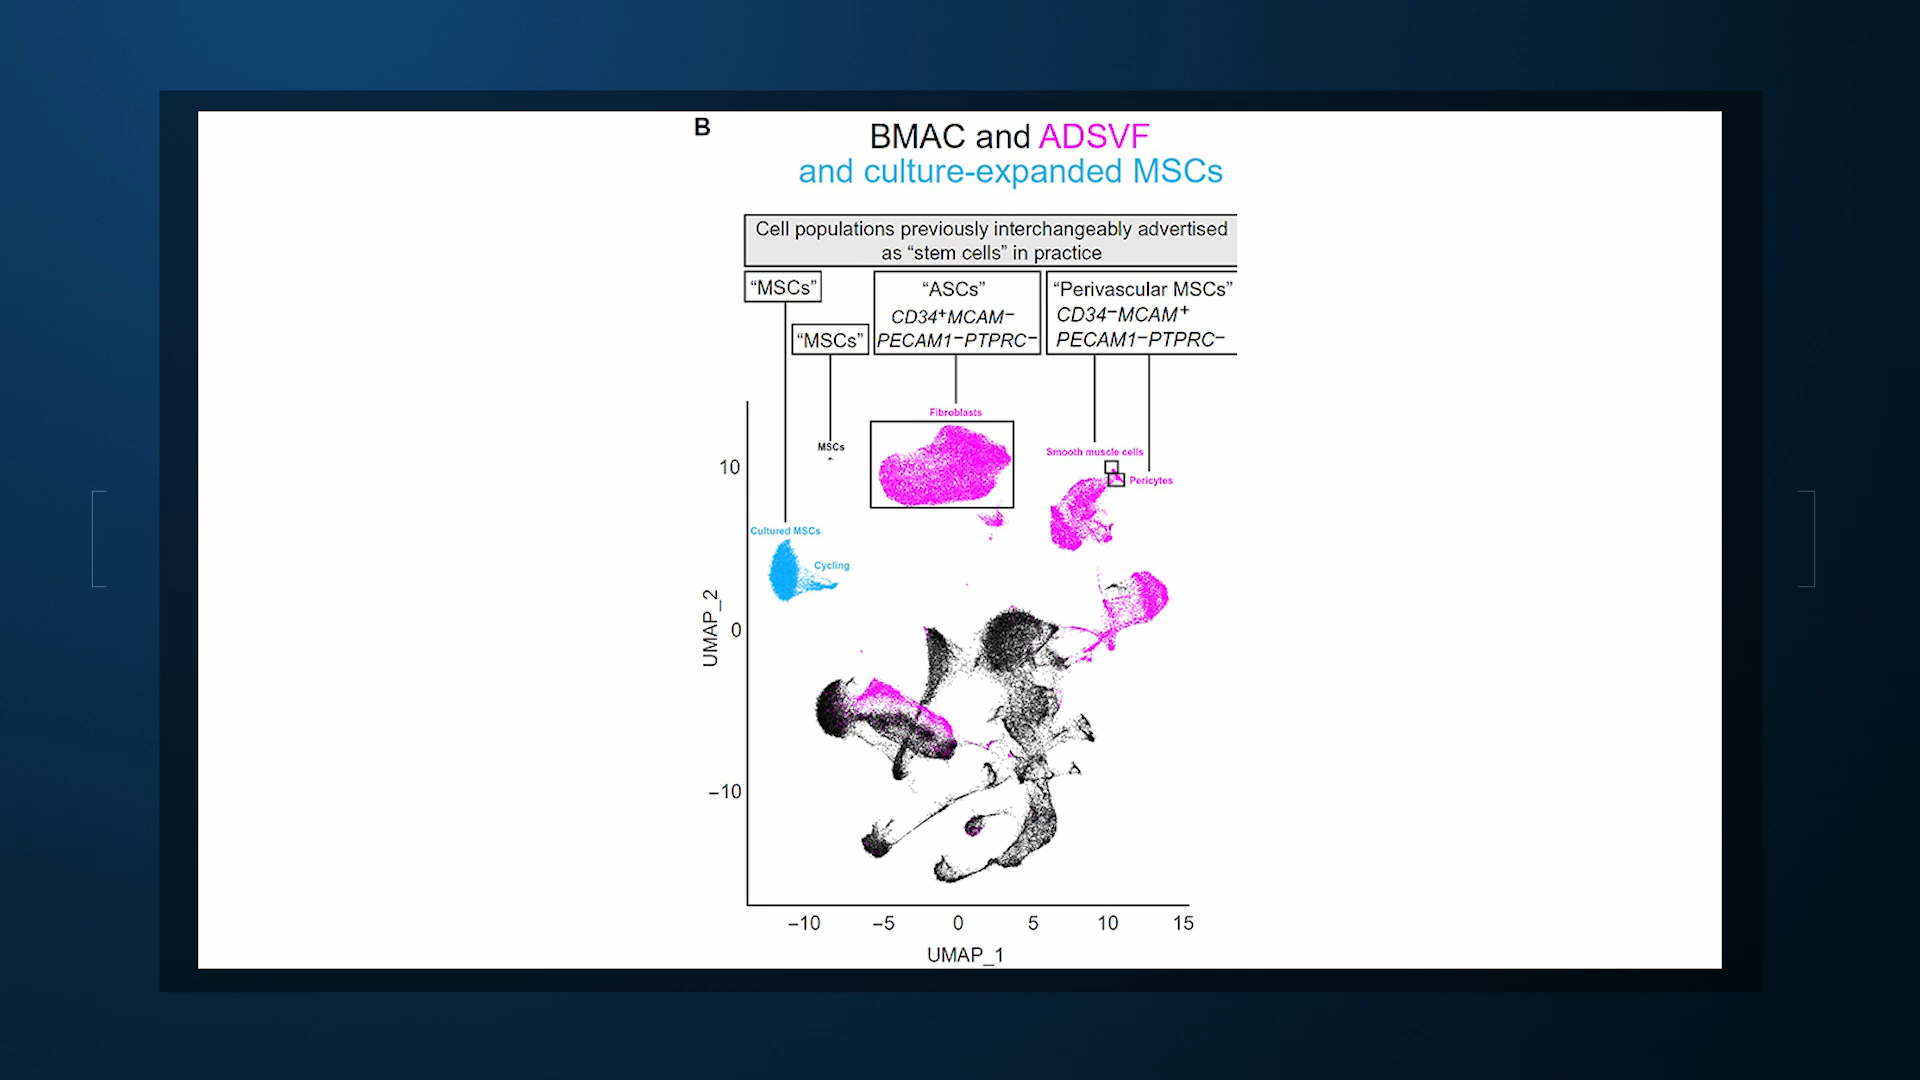 B
BMAC and ADSVF
and culture-expanded MSCs
Cell populations previously interchangeably advertised
as “stem cells” in practice
“MSCs”
“MSCs”
“ASCs”
CD34+MCAM−
PECAM1−PTPRC−
“Perivascular MSCs”
CD34−MCAM+
PECAM1−PTPRC−
Fibroblasts
MSCs
Smooth muscle cells
Pericytes
Cultured MSCs
Cycling
10
0
−10
UMAP_2
−10 −5 0 5 10 15
UMAP_1